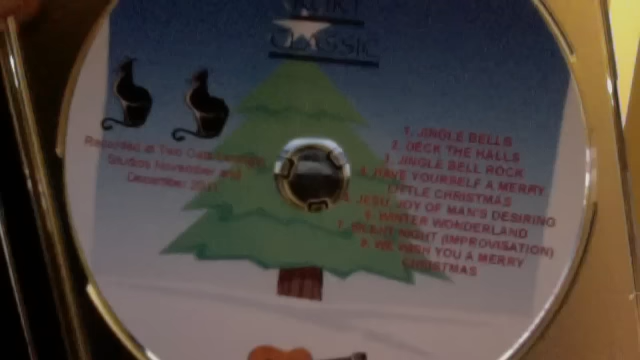 CLASSIC
Recorded at Two Cats
Studios November and
December
1. JINGLE BELLS
2. DECK THE HALLS
3. JINGLE BELL ROCK
4. HAVE YOURSELF A MERRY
LITTLE CHRISTMAS
JESU, JOY OF MAN'S DESIRING
6. WINTER WONDERLAND
7. SILENT NIGHT (IMPROVISATION)
8. WE WISH YOU A MERRY
CHRISTMAS